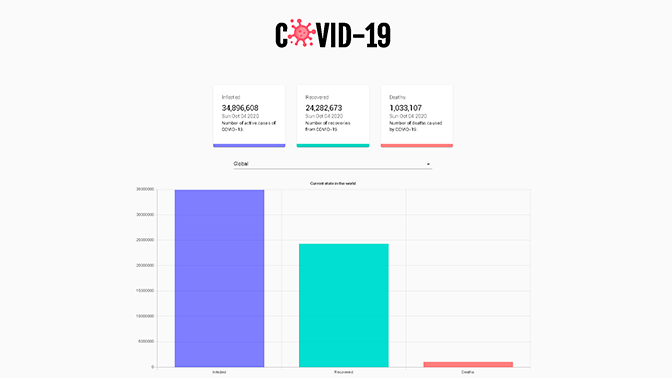 COVID-19
Infected
34,896,608
Sun Oct 04 2020
Number of active cases of
COVID-19.
Recovered
24,282,673
Sun Oct 04 2020
Number of recoveries
from COVID-19.
Deaths
1,033,107
Sun Oct 04 2020
Number of deaths caused
by COVID-19.
Global
Current state in the world
35000000
30000000
25000000
20000000
15000000
10000000
5000000
0
Infected
Recovered
Deaths